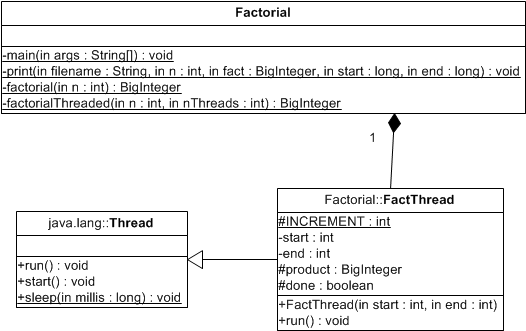 Factorial
-main(in args : String[]) : void
-print(in filename : String, in n : int, in fact : BigInteger, in start : long, in end : long) : void
-factorial(in n : int) : BigInteger
-factorialThreaded(in n : int, in nThreads : int) : BigInteger
1
java.lang::Thread
+run() : void
+start() : void
+sleep(in millis : long) : void
Factorial::FactThread
#INCREMENT : int
-start : int
-end : int
#product : BigInteger
#done : boolean
+FactThread(in start : int, in end : int)
+run() : void